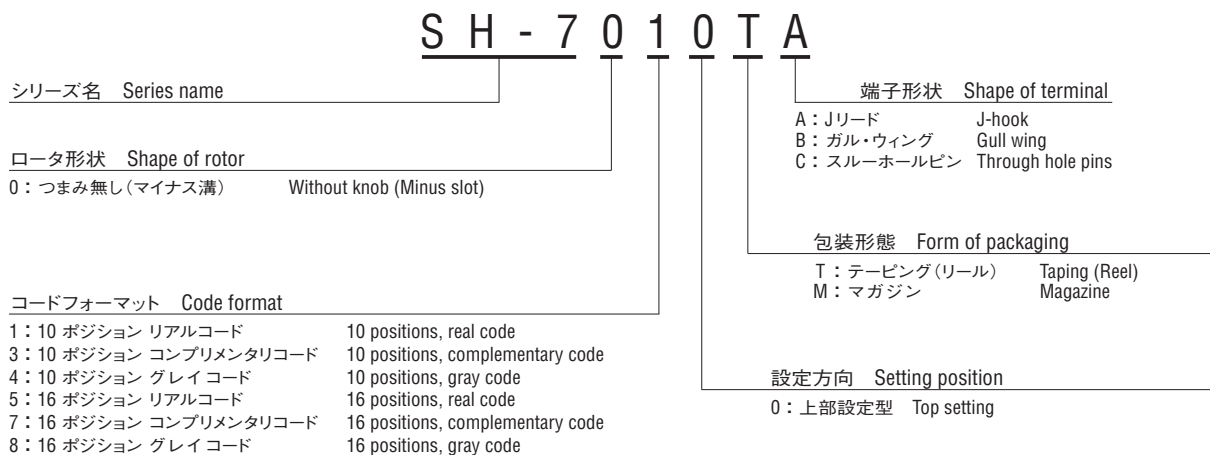 SH-7010TA
シリーズ名 Series name
ロータ形状 Shape of rotor
0：つまみ無し（マイナス溝） Without knob (Minus slot)
コードフォーマット Code format
1：10 ポジション リアルコード 10 positions, real code
3：10 ポジション コンプリメンタリコード 10 positions, complementary code
4：10 ポジション グレイコード 10 positions, gray code
5：16 ポジション リアルコード 16 positions, real code
7：16 ポジション コンプリメンタリコード 16 positions, complementary code
8：16 ポジション グレイコード 16 positions, gray code
端子形状 Shape of terminal
A：Jリード J-hook
B：ガル・ウィング Gull wing
C：スルーホールピン Through hole pins
包装形態 Form of packaging
T：テーピング（リール） Taping (Reel)
M：マガジン Magazine
設定方向 Setting position
0：上部設定型 Top setting